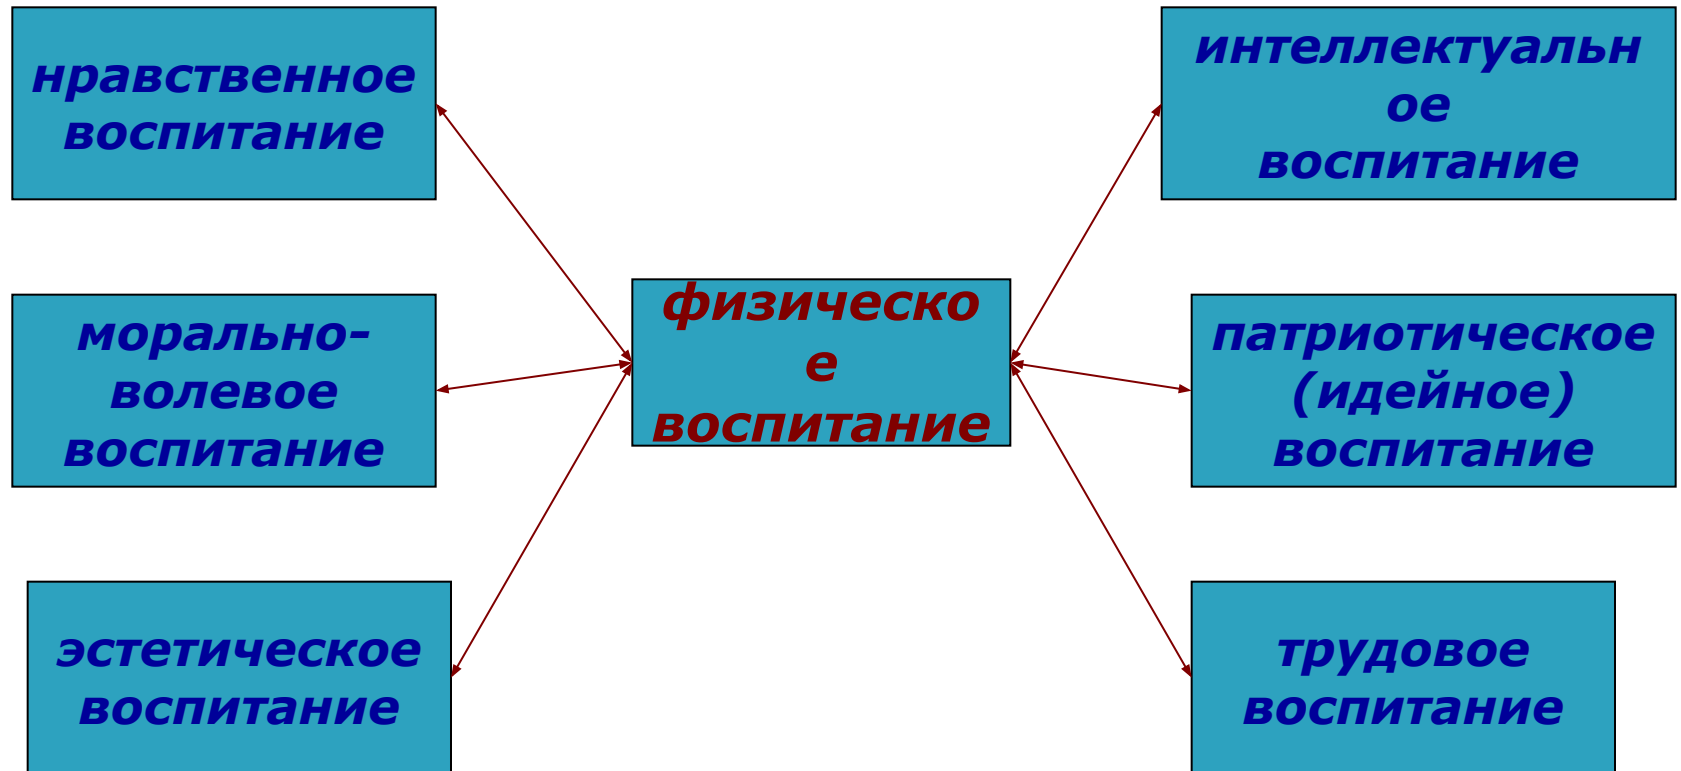 нравственное
воспитание
интеллектуальн
ое
воспитание
физическо
е
воспитание
морально-
волевое
воспитание
патриотическое
(идейное)
воспитание
эстетическое
воспитание
трудовое
воспитание